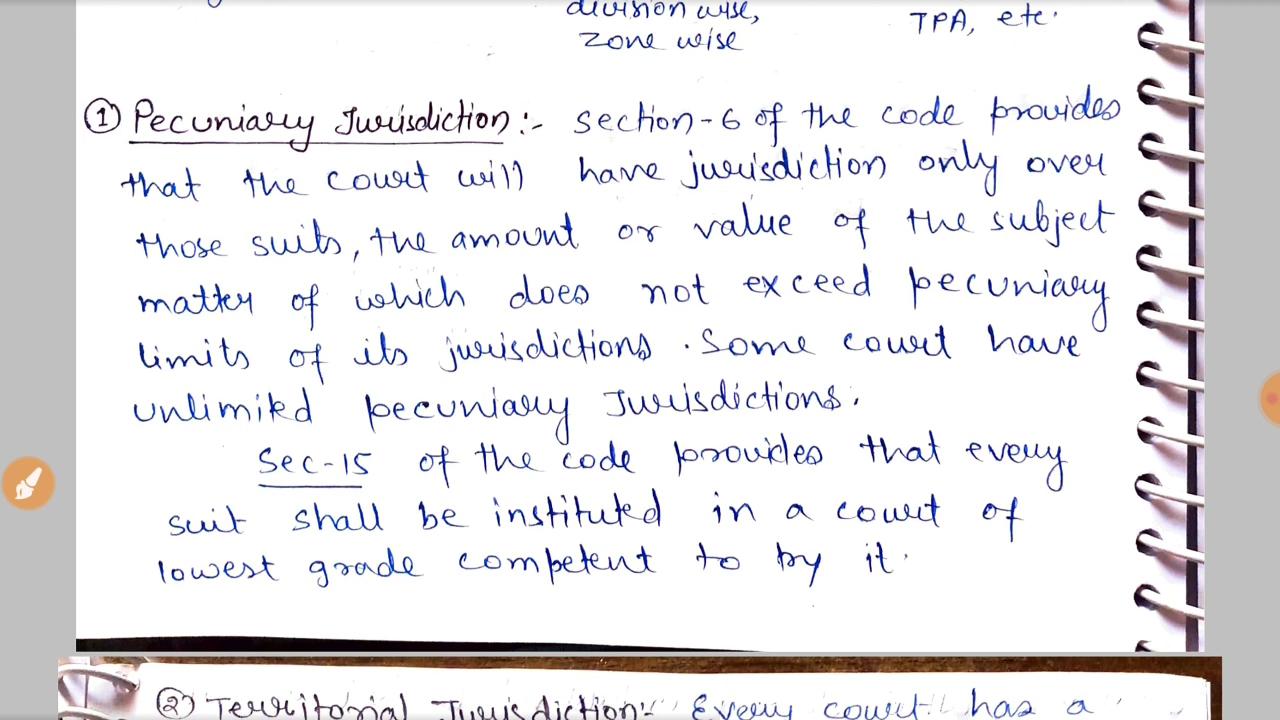 division wise,
zone wise
TPA, etc.
① Pecuniary Jurisdiction :- section-6 of the code provides
that the court will have jurisdiction only over
those suits, the amount or value of the subject
matter of which does not exceed pecuniary
limits of its jurisdictions. Some court have
unlimited pecuniary Jurisdictions.
Sec-15 of the code provides that every
suit shall be instituted in a court of
lowest grade competent to try it.
② Territorial Jurisdiction:- Every court has a